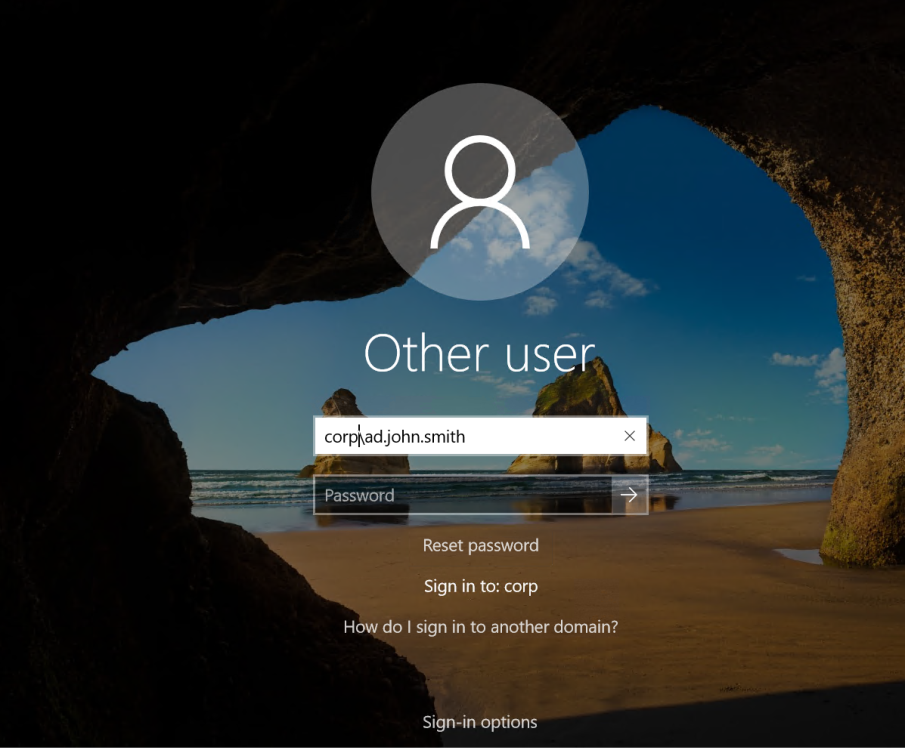 Other user
corp\ad.john.smith
Password
Reset password
Sign in to: corp
How do I sign in to another domain?
Sign-in options